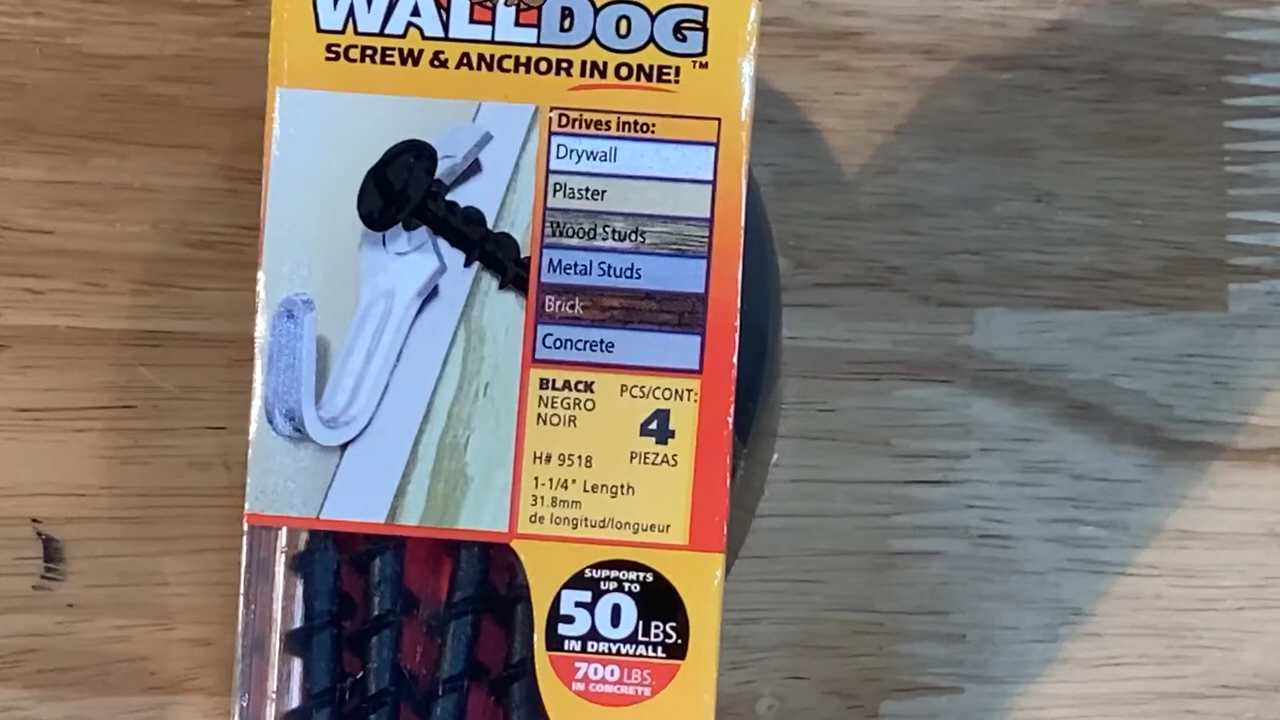 WALLDOG
SCREW & ANCHOR IN ONE! ™
Drives into:
Drywall
Plaster
Wood Studs
Metal Studs
Brick
Concrete
BLACK
NEGRO
NOIR
PCS/CONT:
4
PIEZAS
H# 9518
1-1/4" Length
31.8mm
de longitud/longueur
SUPPORTS
UP TO
50 LBS.
IN DRYWALL
700 LBS.
IN CONCRETE